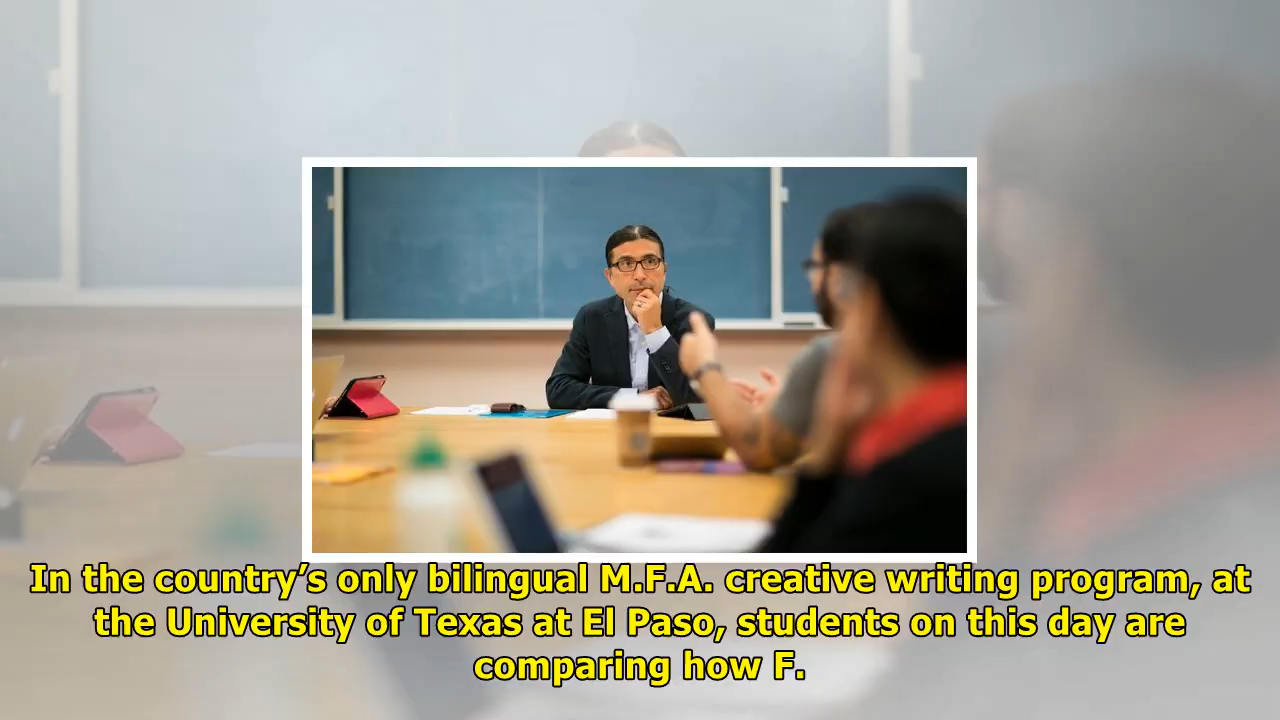 In the country’s only bilingual M.F.A. creative writing program, at
the University of Texas at El Paso, students on this day are
comparing how F.